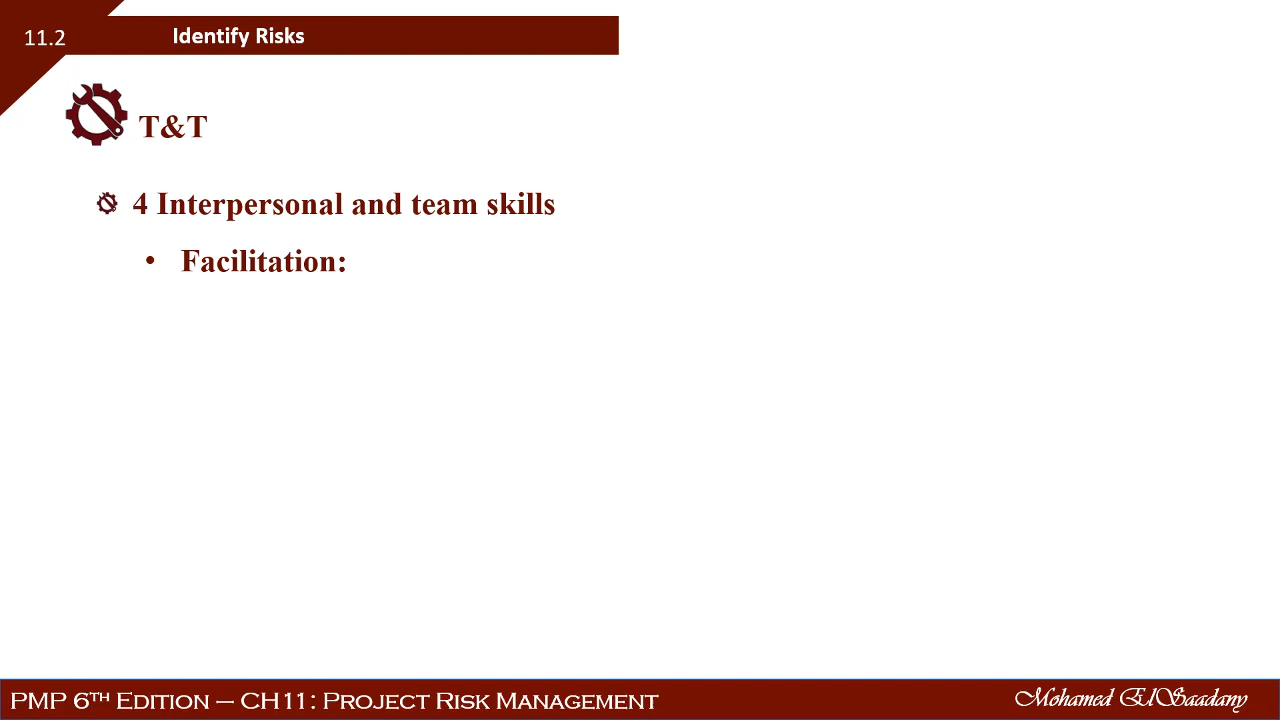 11.2
Identify Risks
T&T
4 Interpersonal and team skills
• Facilitation:
PMP 6TH Edition – CH11: Project Risk Management
Mohamed ElSaadany